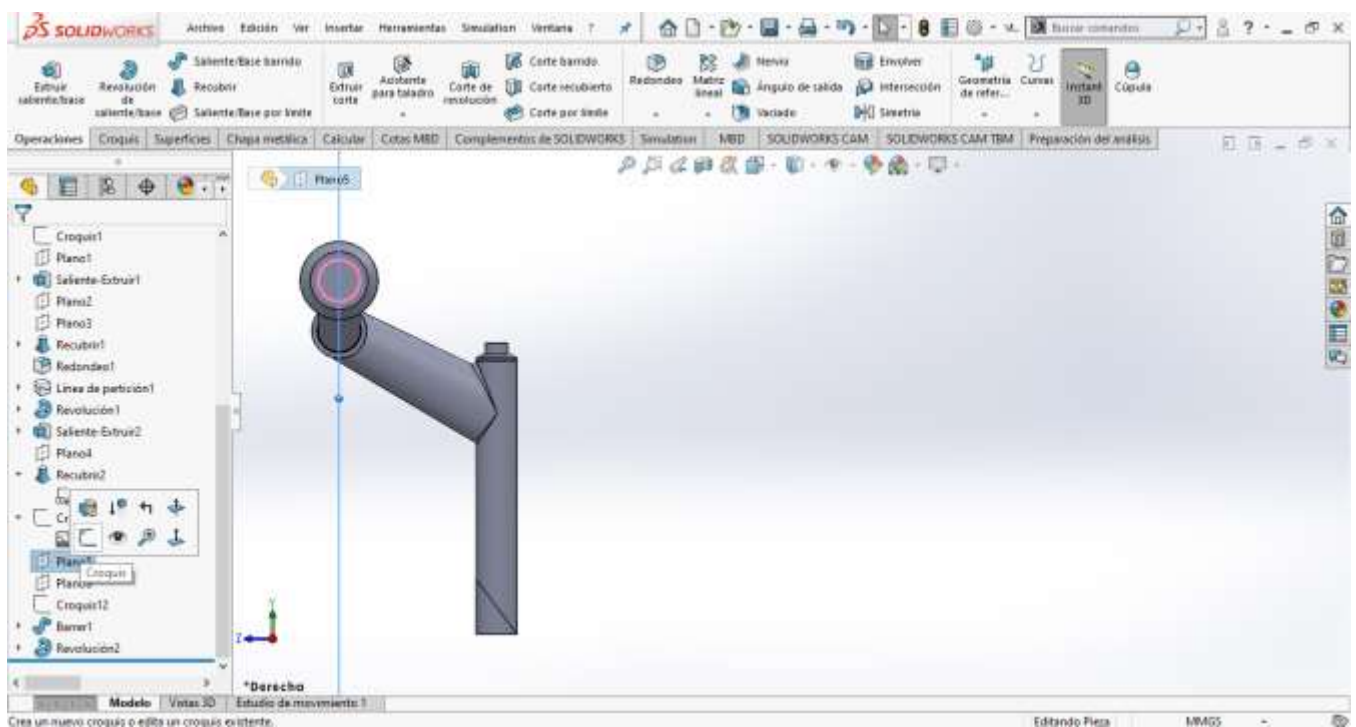 SOLIDWORKS
Archivo Edición Ver Insertar Herramientas Simulation Ventana ?
Buscar comandos
Extruir saliente/base
Revolución de saliente/base
Saliente/Base barrido
Recubrir
Saliente/Base por límite
Extruir corte
Asistente para taladro
Corte de revolución
Corte barrido
Corte recubierto
Corte por límite
Redondeo
Matriz lineal
Nervio
Ángulo de salida
Vaciado
Envolver
Intersección
Simetría
Geometría de refer...
Curvas
Instant 3D
Cúpula
Operaciones Croquis Superficies Chapa metálica Calcular Cotas MBD Complementos de SOLIDWORKS Simulation MBD SOLIDWORKS CAM SOLIDWORKS CAM TBM Preparación del análisis
Plano5
Croquis1
Plano1
Saliente-Extruir1
Plano2
Plano3
Recubrir1
Redondeo1
Línea de partición1
Revolución1
Saliente-Extruir2
Plano4
Recubrir2
Cr
Plano5
Croquis
Croquis12
Barrer1
Revolución2
Y
Z
*Derecha
Modelo Vistas 3D Estudio de movimiento 1
Crea un nuevo croquis o edita un croquis existente.
Editando Pieza
MMGS